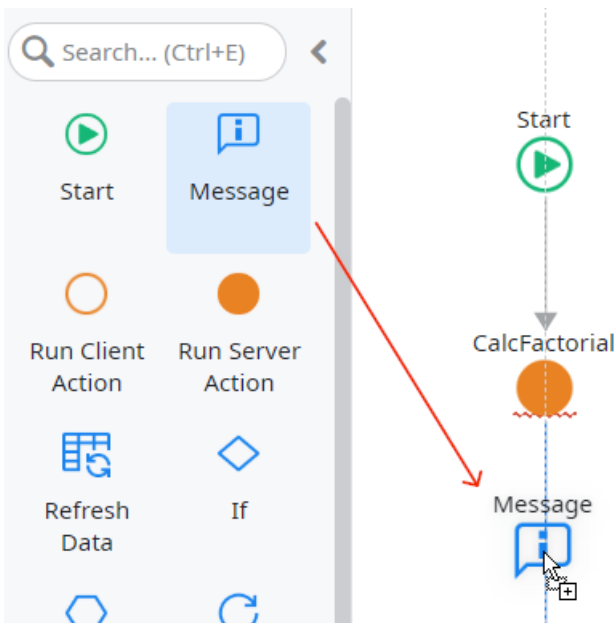 Search... (Ctrl+E)
Start
Message
Run Client
Action
Run Server
Action
Refresh
Data
If
Start
CalcFactorial
Message